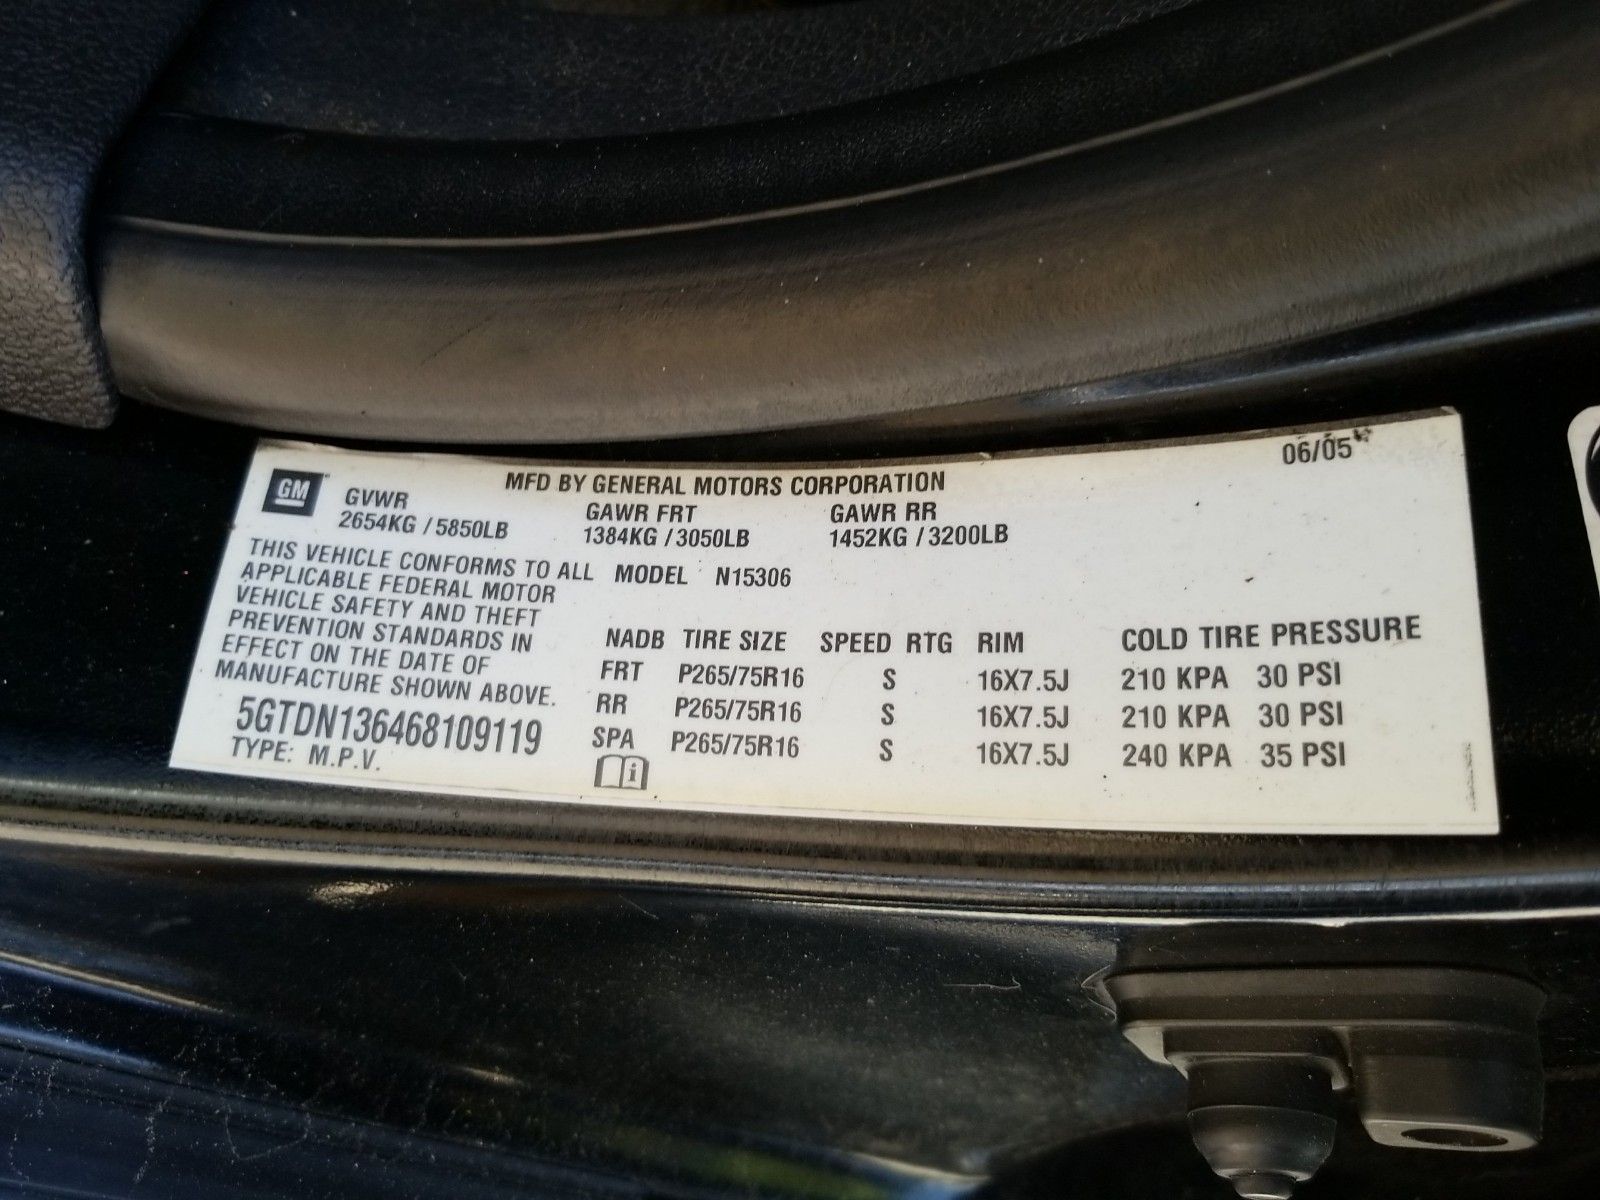 06/05
GM
MFD BY GENERAL MOTORS CORPORATION
GVWR GAWR FRT GAWR RR
2654KG / 5850LB 1384KG / 3050LB 1452KG / 3200LB
THIS VEHICLE CONFORMS TO ALL MODEL N15306
APPLICABLE FEDERAL MOTOR
VEHICLE SAFETY AND THEFT
PREVENTION STANDARDS IN
EFFECT ON THE DATE OF
MANUFACTURE SHOWN ABOVE.
NADB TIRE SIZE SPEED RTG RIM COLD TIRE PRESSURE
FRT P265/75R16 S 16X7.5J 210 KPA 30 PSI
RR P265/75R16 S 16X7.5J 210 KPA 30 PSI
SPA P265/75R16 S 16X7.5J 240 KPA 35 PSI
5GTDN136468109119
TYPE: M.P.V.
i